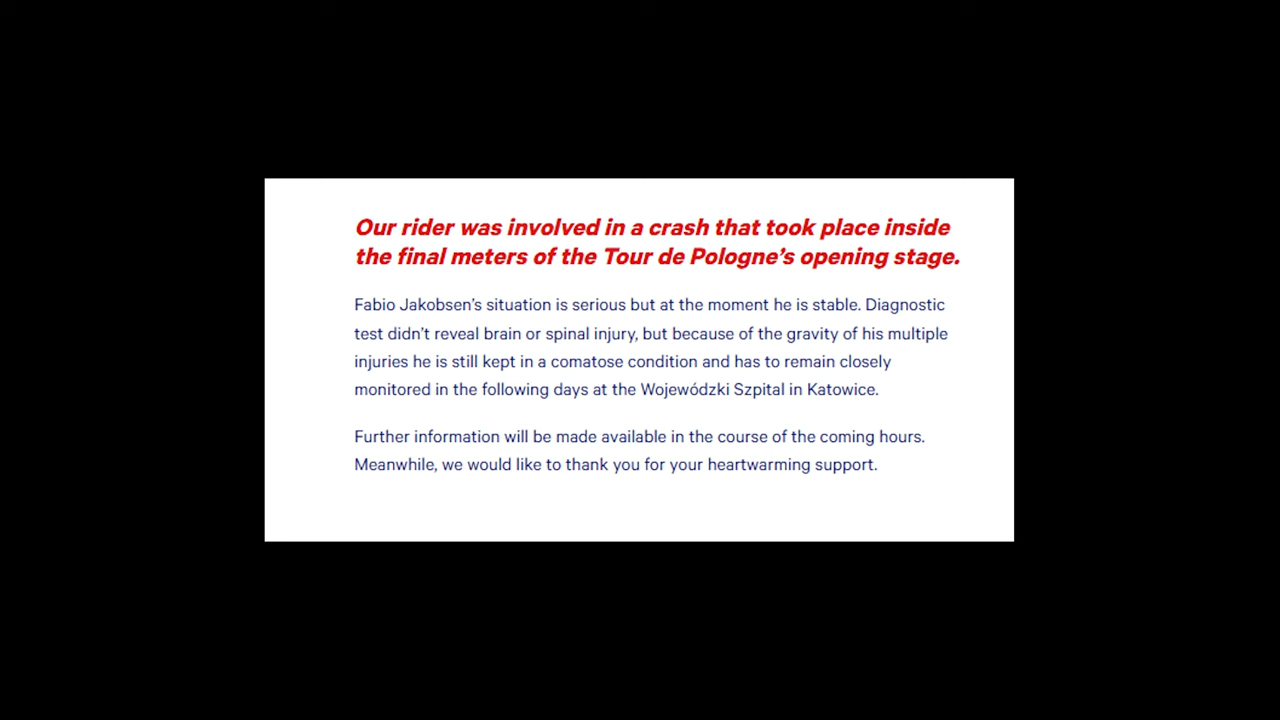 Our rider was involved in a crash that took place inside
the final meters of the Tour de Pologne’s opening stage.
Fabio Jakobsen’s situation is serious but at the moment he is stable. Diagnostic
test didn’t reveal brain or spinal injury, but because of the gravity of his multiple
injuries he is still kept in a comatose condition and has to remain closely
monitored in the following days at the Wojewódzki Szpital in Katowice.
Further information will be made available in the course of the coming hours.
Meanwhile, we would like to thank you for your heartwarming support.